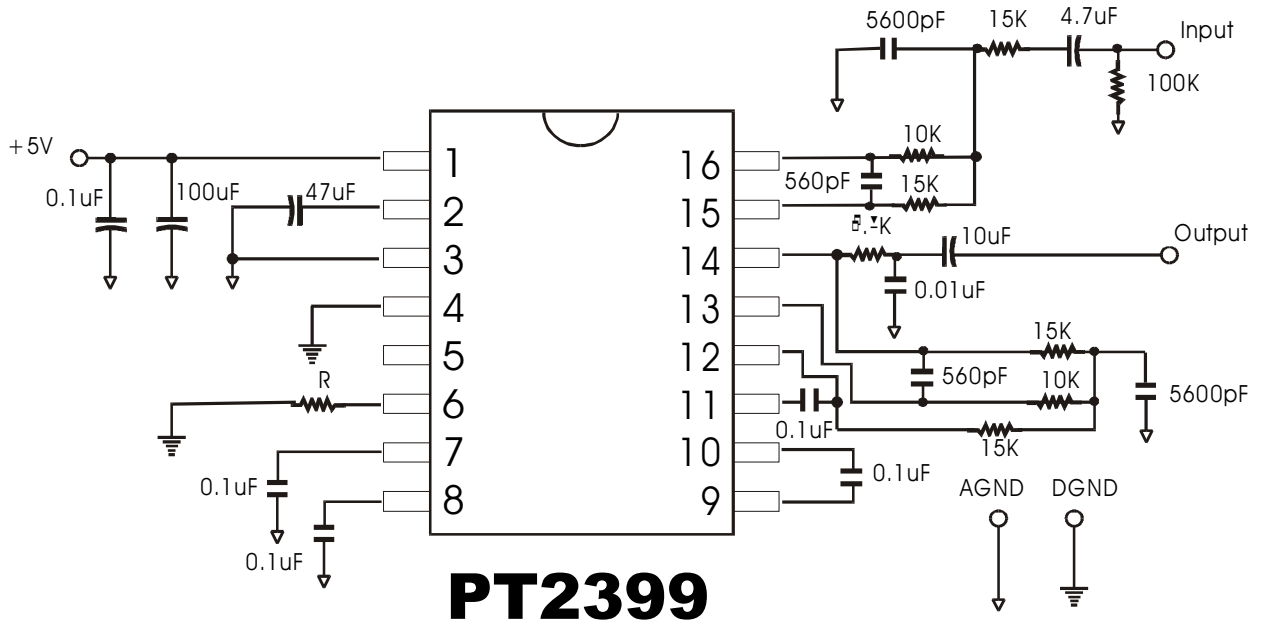 5600pF 15K 4.7uF Input
100K
+5V
0.1uF 100uF 47uF
1 2 3 4 5 6 7 8
16 15 14 13 12 11 10 9
10K
560pF 15K
10uF Output
0.01uF
15K
560pF 10K 5600pF
15K
R
0.1uF
0.1uF
0.1uF
0.1uF
AGND DGND
PT2399